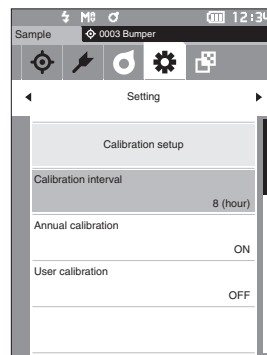 12:34
Sample 0003 Bumper
Setting
Calibration setup
Calibration interval
8 (hour)
Annual calibration
ON
User calibration
OFF